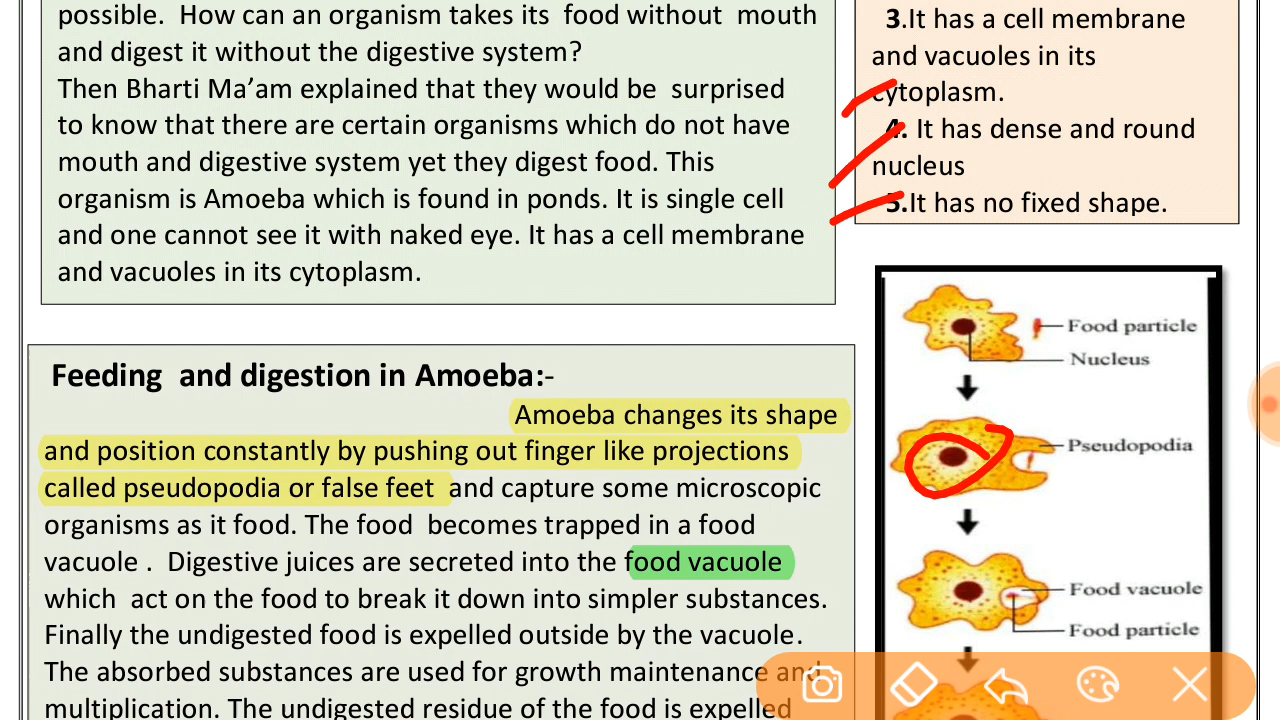 possible. How can an organism takes its food without mouth
and digest it without the digestive system?
Then Bharti Ma’am explained that they would be surprised
to know that there are certain organisms which do not have
mouth and digestive system yet they digest food. This
organism is Amoeba which is found in ponds. It is single cell
and one cannot see it with naked eye. It has a cell membrane
and vacuoles in its cytoplasm.
3.It has a cell membrane
and vacuoles in its
cytoplasm.
4. It has dense and round
nucleus
5.It has no fixed shape.
Feeding and digestion in Amoeba:-
Amoeba changes its shape
and position constantly by pushing out finger like projections
called pseudopodia or false feet and capture some microscopic
organisms as it food. The food becomes trapped in a food
vacuole . Digestive juices are secreted into the food vacuole
which act on the food to break it down into simpler substances.
Finally the undigested food is expelled outside by the vacuole.
The absorbed substances are used for growth maintenance and
multiplication. The undigested residue of the food is expelled
Food particle
Nucleus
Pseudopodia
Food vacuole
Food particle